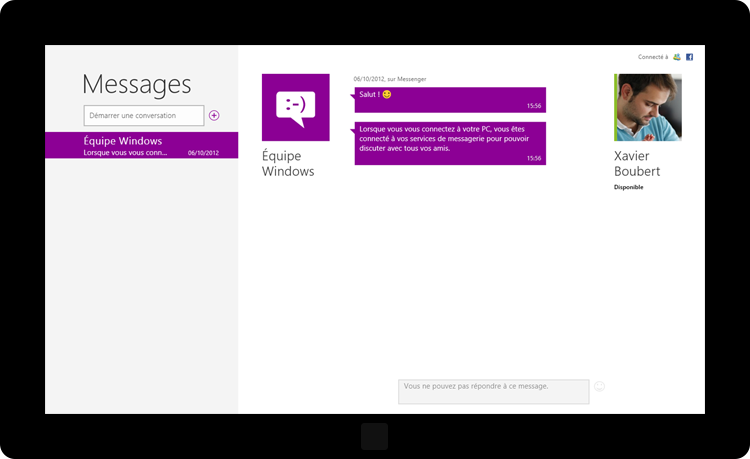 Connecté à
Messages
Démarrer une conversation
Équipe Windows
Lorsque vous vous conn... 06/10/2012
:-)
Équipe
Windows
06/10/2012, sur Messenger
Salut !
15:56
Lorsque vous vous connectez à votre PC, vous êtes
connecté à vos services de messagerie pour pouvoir
discuter avec tous vos amis.
15:56
Xavier
Boubert
Disponible
Vous ne pouvez pas répondre à ce message.